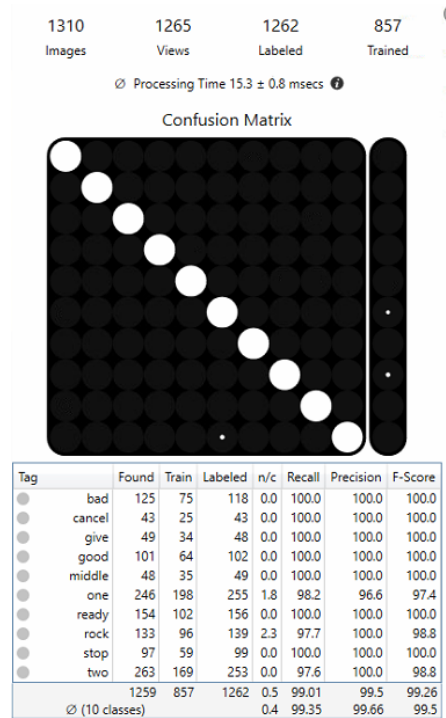 1310 1265 1262 857
Images Views Labeled Trained
Ø Processing Time 15.3 ± 0.8 msecs i
Confusion Matrix
Tag Found Train Labeled n/c Recall Precision F-Score
bad 125 75 118 0.0 100.0 100.0 100.0
cancel 43 25 43 0.0 100.0 100.0 100.0
give 49 34 48 0.0 100.0 100.0 100.0
good 101 64 102 0.0 100.0 100.0 100.0
middle 48 35 49 0.0 100.0 100.0 100.0
one 246 198 255 1.8 98.2 96.6 97.4
ready 154 102 156 0.0 100.0 100.0 100.0
rock 133 96 139 2.3 97.7 100.0 98.8
stop 97 59 99 0.0 100.0 100.0 100.0
two 263 169 253 0.0 97.6 100.0 98.8
1259 857 1262 0.5 99.01 99.5 99.26
Ø (10 classes) 0.4 99.35 99.66 99.5